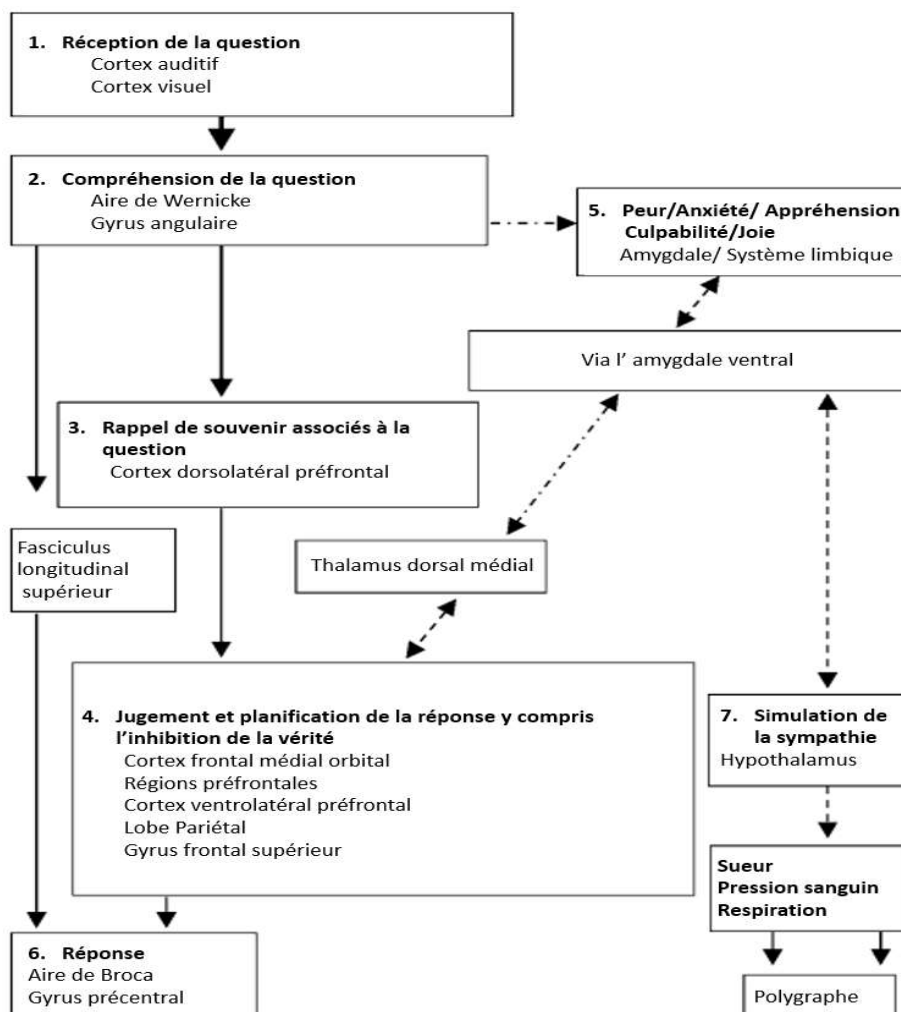 1. Réception de la question
Cortex auditif
Cortex visuel
2. Compréhension de la question
Aire de Wernicke
Gyrus angulaire
5. Peur/Anxiété/ Appréhension
Culpabilité/Joie
Amygdale/ Système limbique
Via l’ amygdale ventral
3. Rappel de souvenir associés à la
question
Cortex dorsolatéral préfrontal
Fasciculus
longitudinal
supérieur
Thalamus dorsal médial
4. Jugement et planification de la réponse y compris
l’inhibition de la vérité
Cortex frontal médial orbital
Régions préfrontales
Cortex ventrolatéral préfrontal
Lobe Pariétal
Gyrus frontal supérieur
7. Simulation de
la sympathie
Hypothalamus
Sueur
Pression sanguin
Respiration
6. Réponse
Aire de Broca
Gyrus précentral
Polygraphe